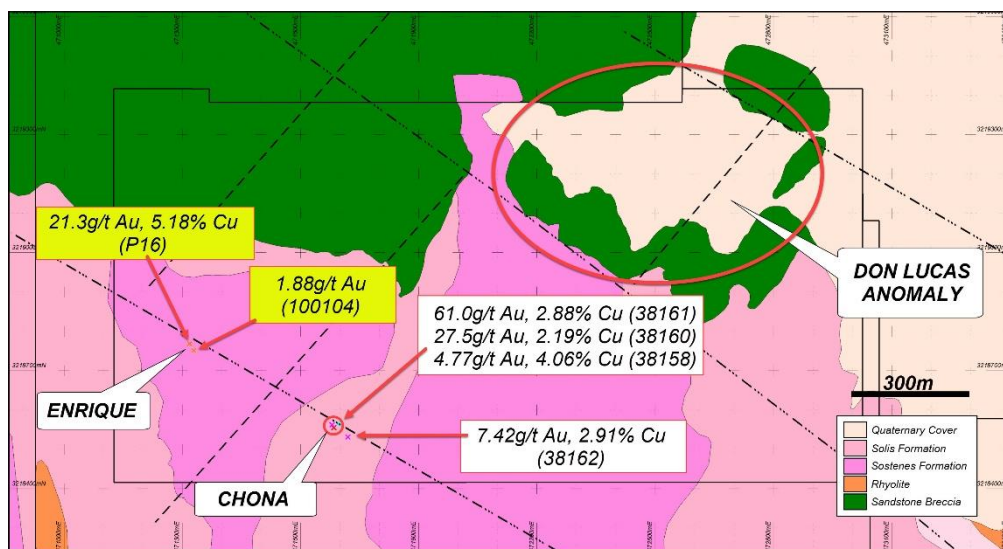 21.3g/t Au, 5.18% Cu
(P16)
1.88g/t Au
(100104)
61.0g/t Au, 2.88% Cu (38161)
27.5g/t Au, 2.19% Cu (38160)
4.77g/t Au, 4.06% Cu (38158)
DON LUCAS
ANOMALY
ENRIQUE
7.42g/t Au, 2.91% Cu
(38162)
CHONA
300m
Quaternary Cover
Solis Formation
Sostenes Formation
Rhyolite
Sandstone Breccia
3218750mN
3218400mN